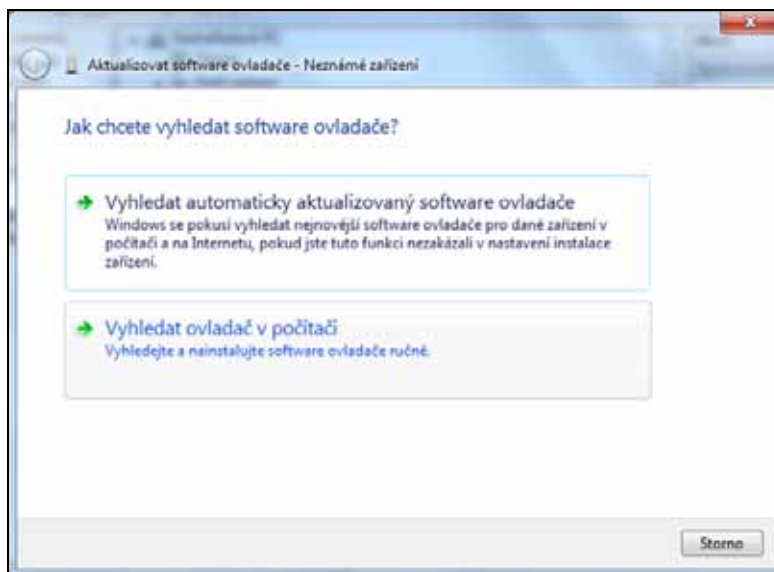 Aktualizovat software ovladače - Neznámé zařízení
Jak chcete vyhledat software ovladače?
Vyhledat automaticky aktualizovaný software ovladače
Windows se pokusí vyhledat nejnovější software ovladače pro dané zařízení v
počítači a na Internetu, pokud jste tuto funkci nezakázali v nastavení instalace
zařízení.
Vyhledat ovladač v počítači
Vyhledejte a nainstalujte software ovladače ručně.
Storno